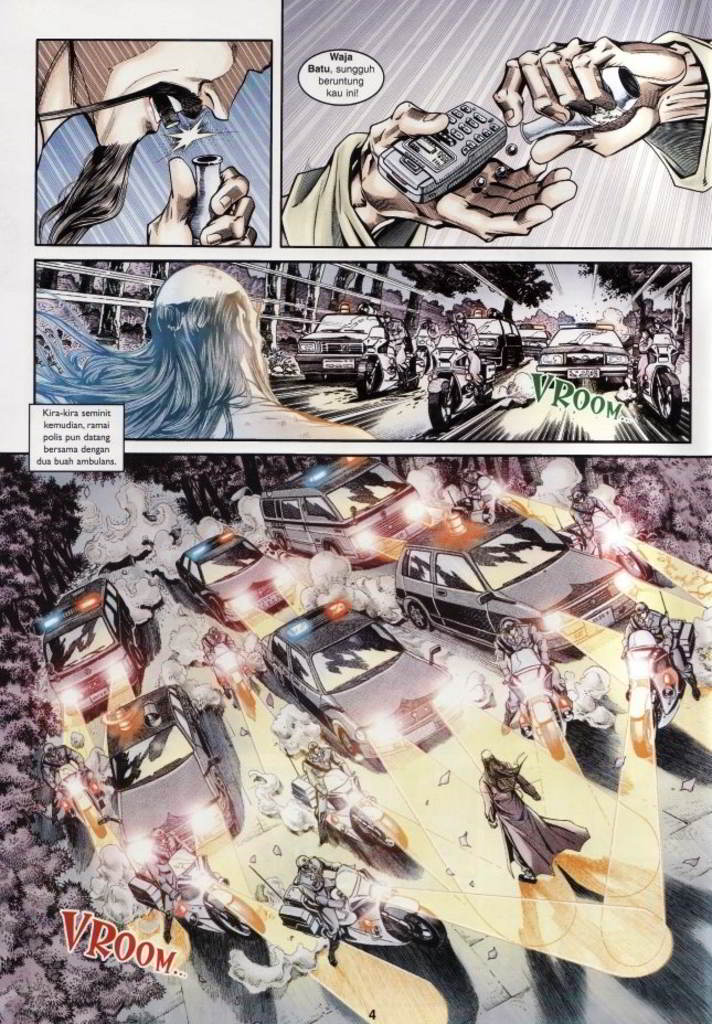 Waja
Batu, sungguh
beruntung
kau ini!
VROOM...
Kira-kira seminit
kemudian, ramai
polis pun datang
bersama dengan
dua buah ambulans.
VROOM...
4